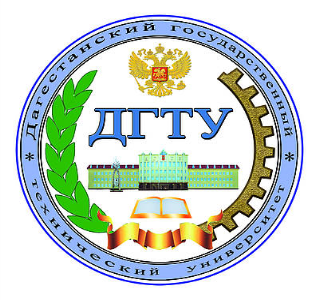 Дагестанский государственный
ДГТУ
* технический университет *